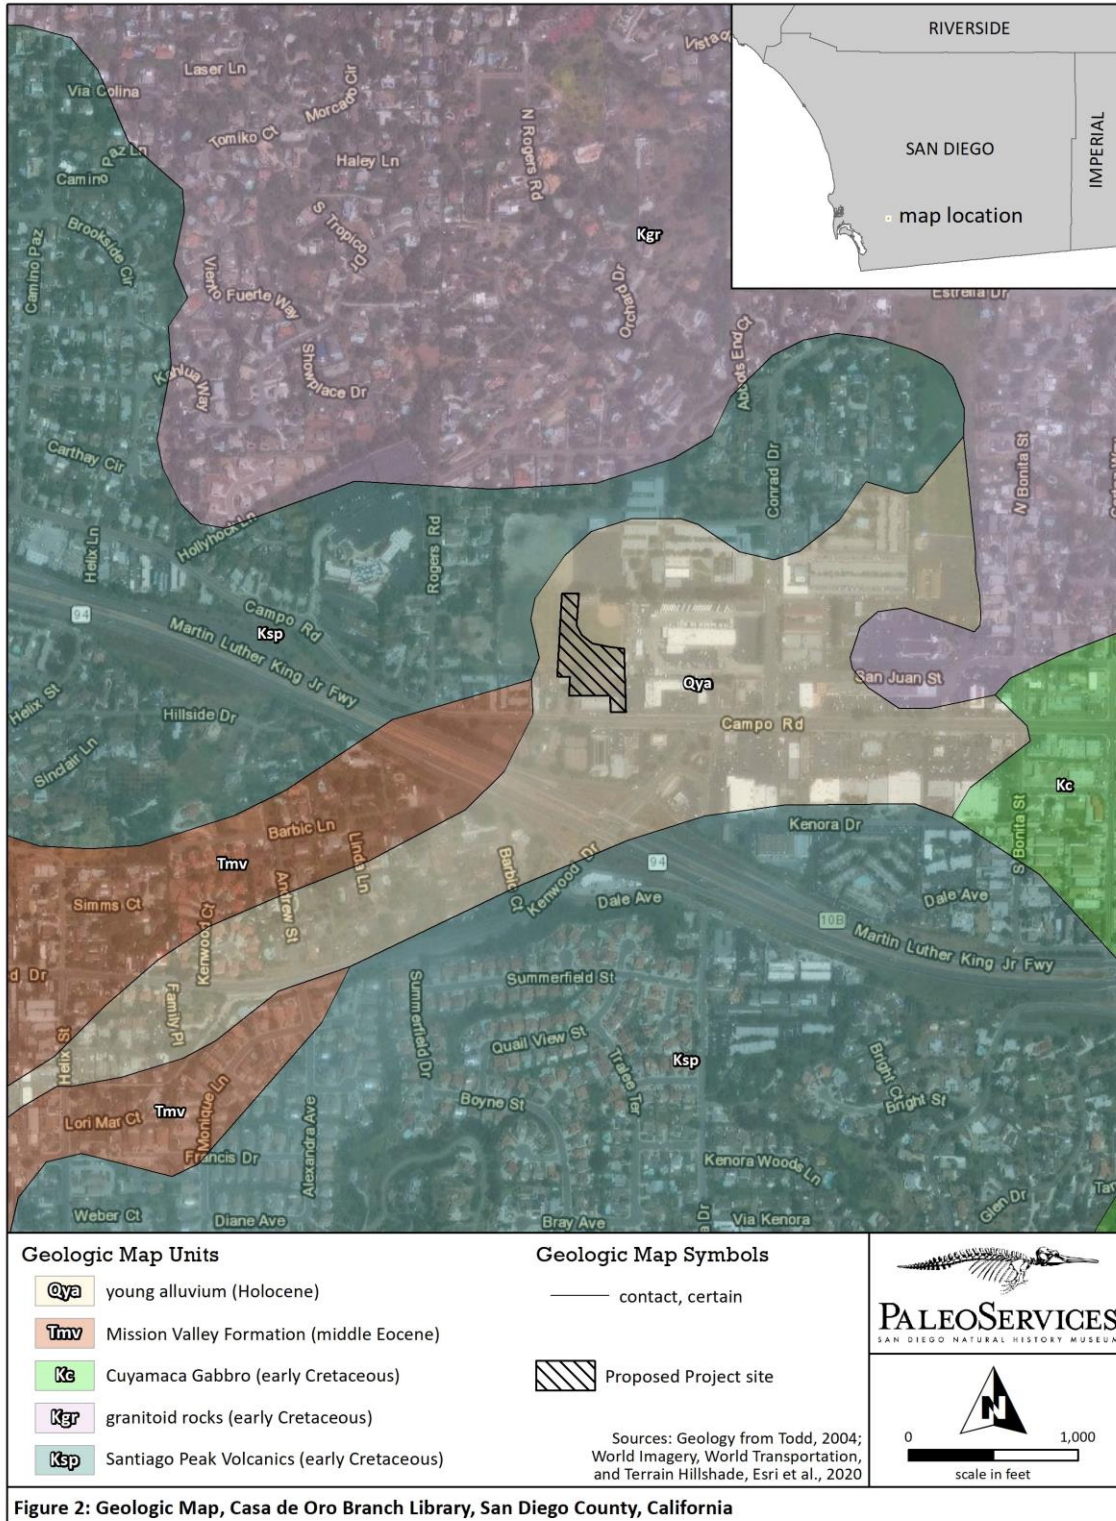 Laser Ln
Vista
Via Colina
Morcado Cir
Tomiko Ct
N Rogers Rd
Haley Ln
Camino Paz Ln
S Tropico Dr
Kgr
Brookside Cir
Camino Paz
Viento Fuerte Way
Orchard Dr
Estrella Dr
Showplace Dr
Kahlua Way
Abbots End Ct
RIVERSIDE
SAN DIEGO
IMPERIAL
map location
Carthay Cir
Conrad Dr
N Bonita St
Hollyhock Ln
Helix Ln
Rogers Rd
94
Campo Rd
Ksp
Martin Luther King Jr Fwy
Helix St
Hillside Dr
Sinclair Ln
Qya
San Juan St
Campo Rd
Kc
S Bonita St
Barbic Ln
Linda Ln
Kenora Dr
Tmv
Barbic Ct
Kenwood Dr
94
Simms Ct
Andrew St
Dale Ave
Dale Ave
10B
Kenwood Ct
Martin Luther King Jr Fwy
d Dr
Summerfield St
Family Pl
Summerfield Dr
Quail View St
Helix St
Tralee Ter
Ksp
Bright Ct
Bright St
Boyne St
Tmv
Lori Mar Ct
Monique Ln
Alexandra Ave
Francis Dr
Kenora Woods Ln
Glen Dr
Weber Ct
Diane Ave
Bray Ave
a Dr
Via Kenora
Geologic Map Units
Qya young alluvium (Holocene)
Tmv Mission Valley Formation (middle Eocene)
Kc Cuyamaca Gabbro (early Cretaceous)
Kgr granitoid rocks (early Cretaceous)
Ksp Santiago Peak Volcanics (early Cretaceous)
Geologic Map Symbols
contact, certain
Proposed Project site
Sources: Geology from Todd, 2004;
World Imagery, World Transportation,
and Terrain Hillshade, Esri et al., 2020
PALEOSERVICES
SAN DIEGO NATURAL HISTORY MUSEUM
N
0 1,000
scale in feet
Figure 2: Geologic Map, Casa de Oro Branch Library, San Diego County, California